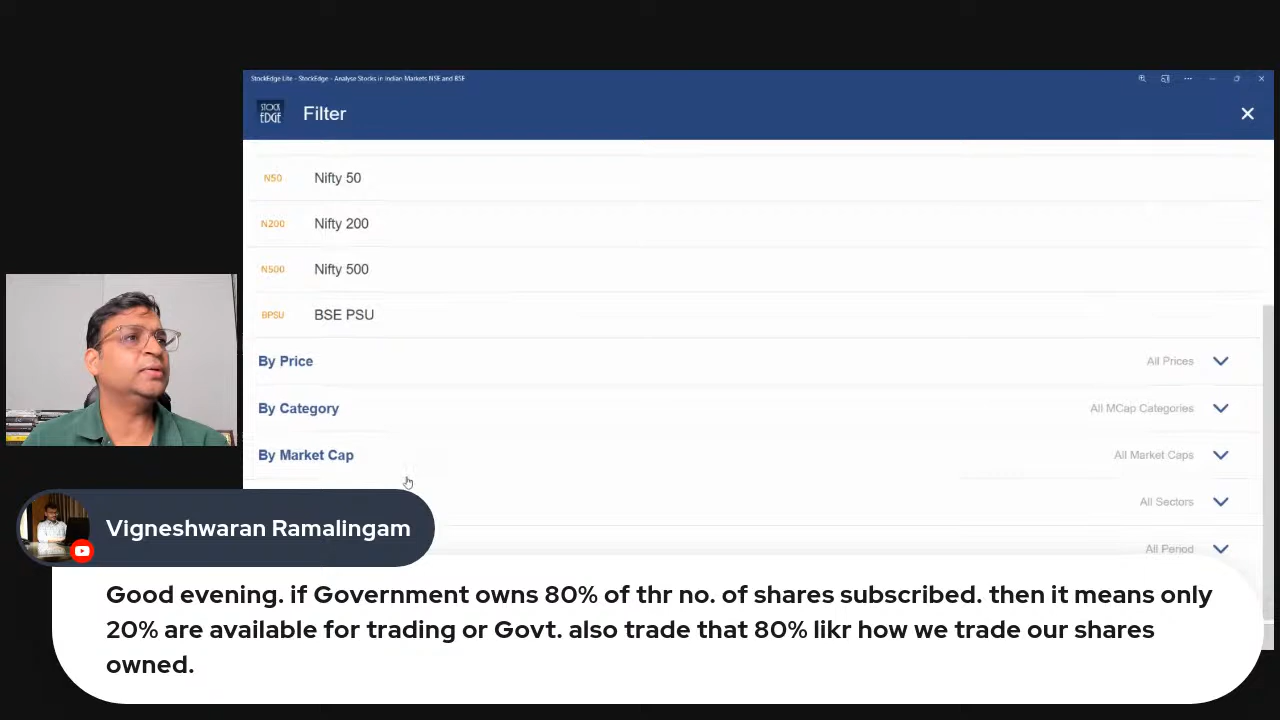 StockEdge Lite - StockEdge - Analyse Stocks in Indian Markets NSE and BSE
STOCK
EDGE
Filter
N50 Nifty 50
N200 Nifty 200
N500 Nifty 500
BPSU BSE PSU
By Price All Prices
By Category All MCap Categories
By Market Cap All Market Caps
All Sectors
Vigneshwaran Ramalingam
All Period
Good evening. if Government owns 80% of thr no. of shares subscribed. then it means only
20% are available for trading or Govt. also trade that 80% likr how we trade our shares
owned.